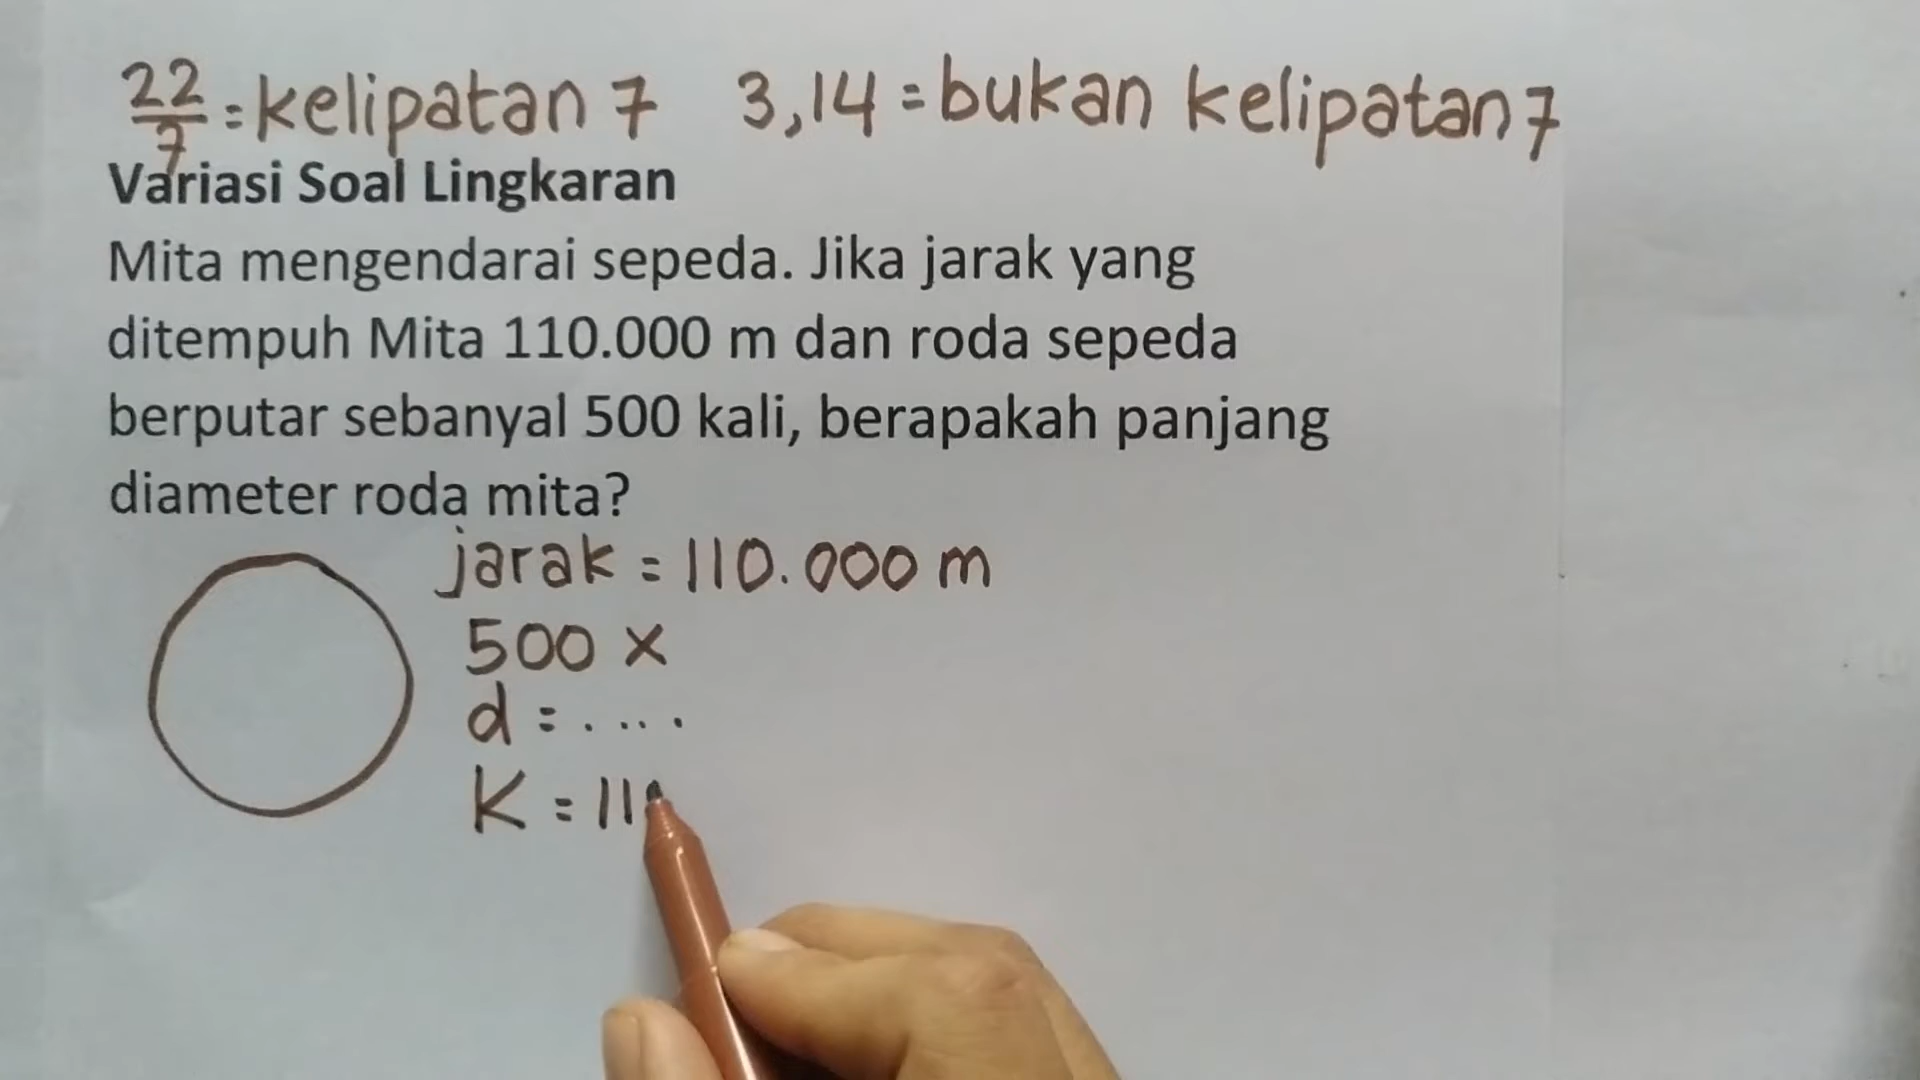 22/7 = kelipatan 7 3,14 = bukan kelipatan 7
Variasi Soal Lingkaran
Mita mengendarai sepeda. Jika jarak yang
ditempuh Mita 110.000 m dan roda sepeda
berputar sebanyal 500 kali, berapakah panjang
diameter roda mita?
jarak = 110.000 m
500 x
d = .....
K = 11